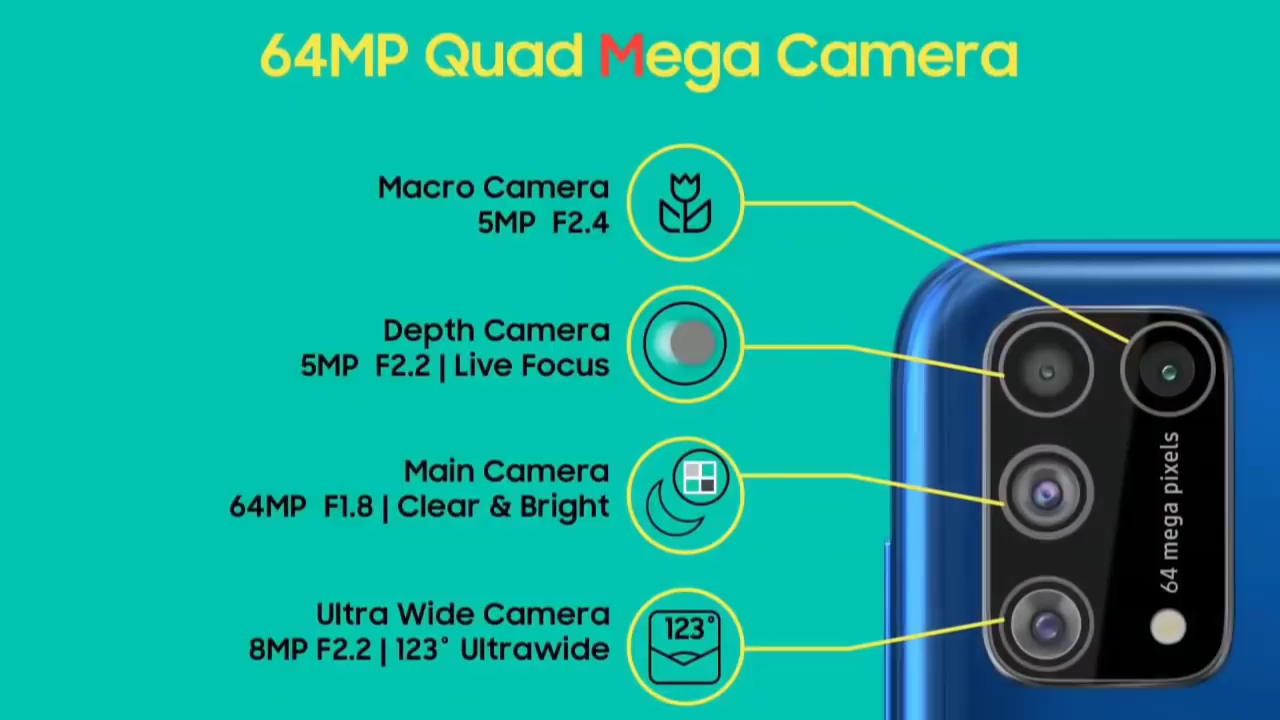 64MP Quad Mega Camera
Macro Camera
5MP F2.4
Depth Camera
5MP F2.2 | Live Focus
Main Camera
64MP F1.8 | Clear & Bright
Ultra Wide Camera
8MP F2.2 | 123° Ultrawide
123°
64 mega pixels